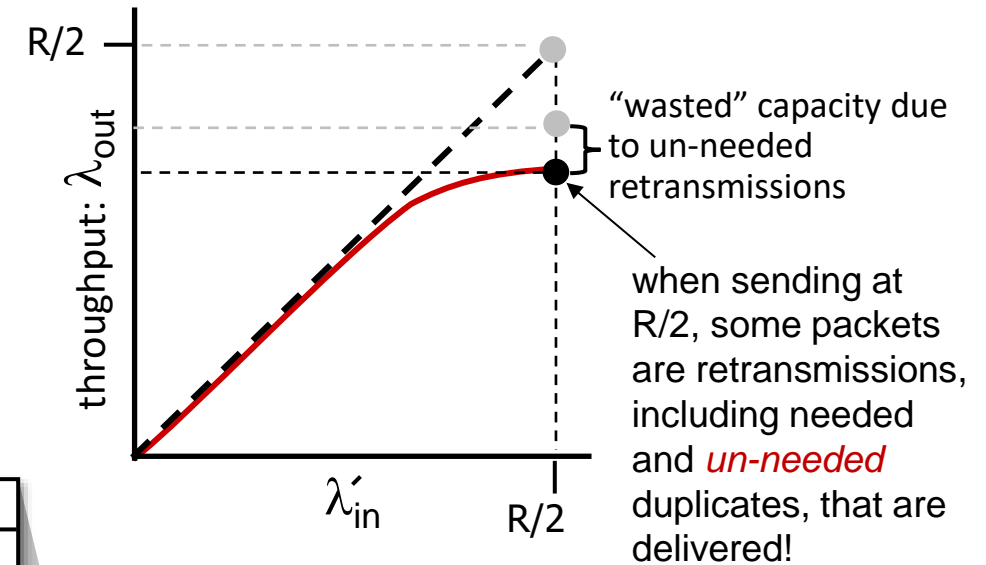 R/2
throughput: λout
“wasted” capacity due
to un-needed
retransmissions
when sending at
R/2, some packets
are retransmissions,
including needed
and un-needed
duplicates, that are
delivered!
λ′in
R/2